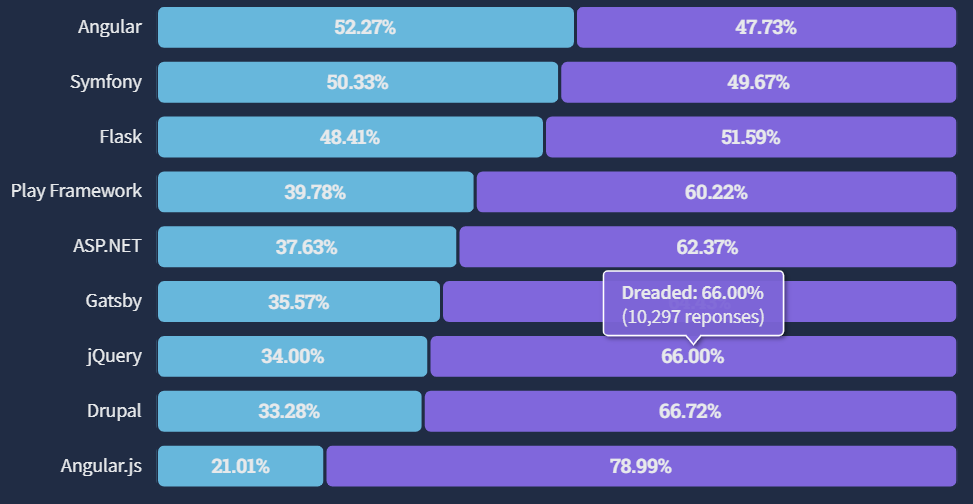 Angular 52.27% 47.73%
Symfony 50.33% 49.67%
Flask 48.41% 51.59%
Play Framework 39.78% 60.22%
ASP.NET 37.63% 62.37%
Gatsby 35.57%
Dreaded: 66.00%
(10,297 reponses)
jQuery 34.00% 66.00%
Drupal 33.28% 66.72%
Angular.js 21.01% 78.99%